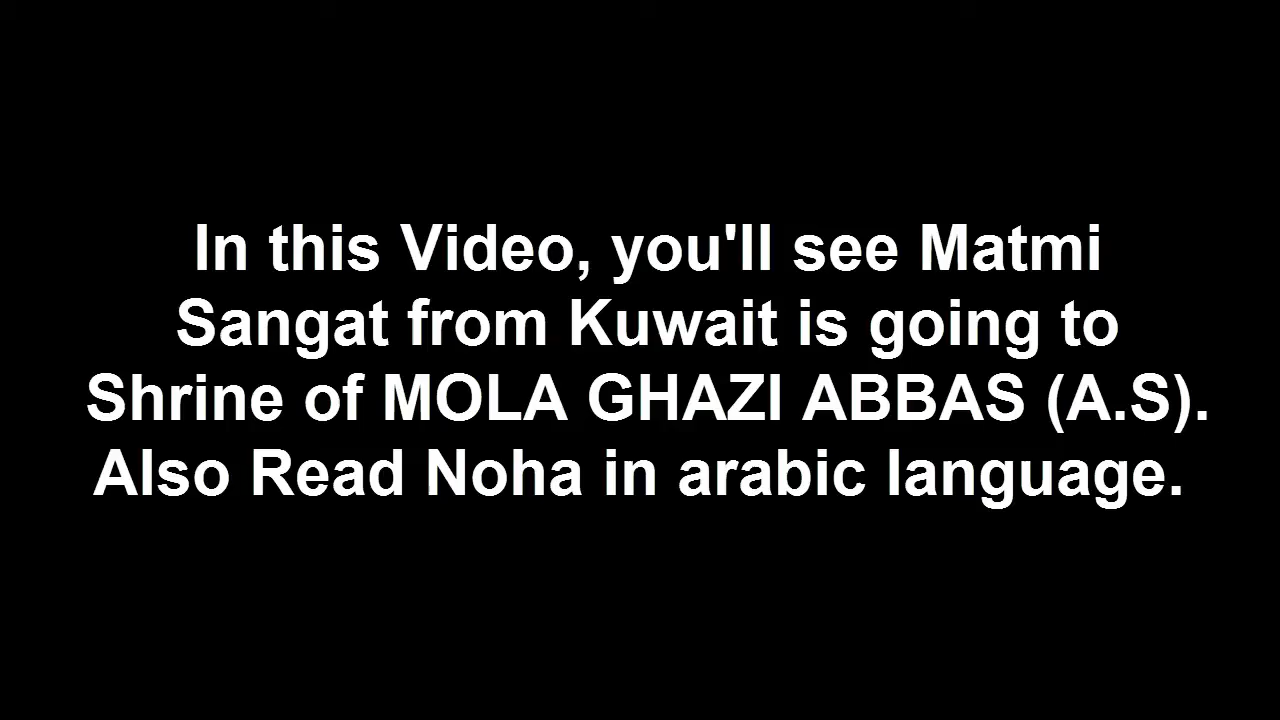 In this Video, you'll see Matmi
Sangat from Kuwait is going to
Shrine of MOLA GHAZI ABBAS (A.S).
Also Read Noha in arabic language.